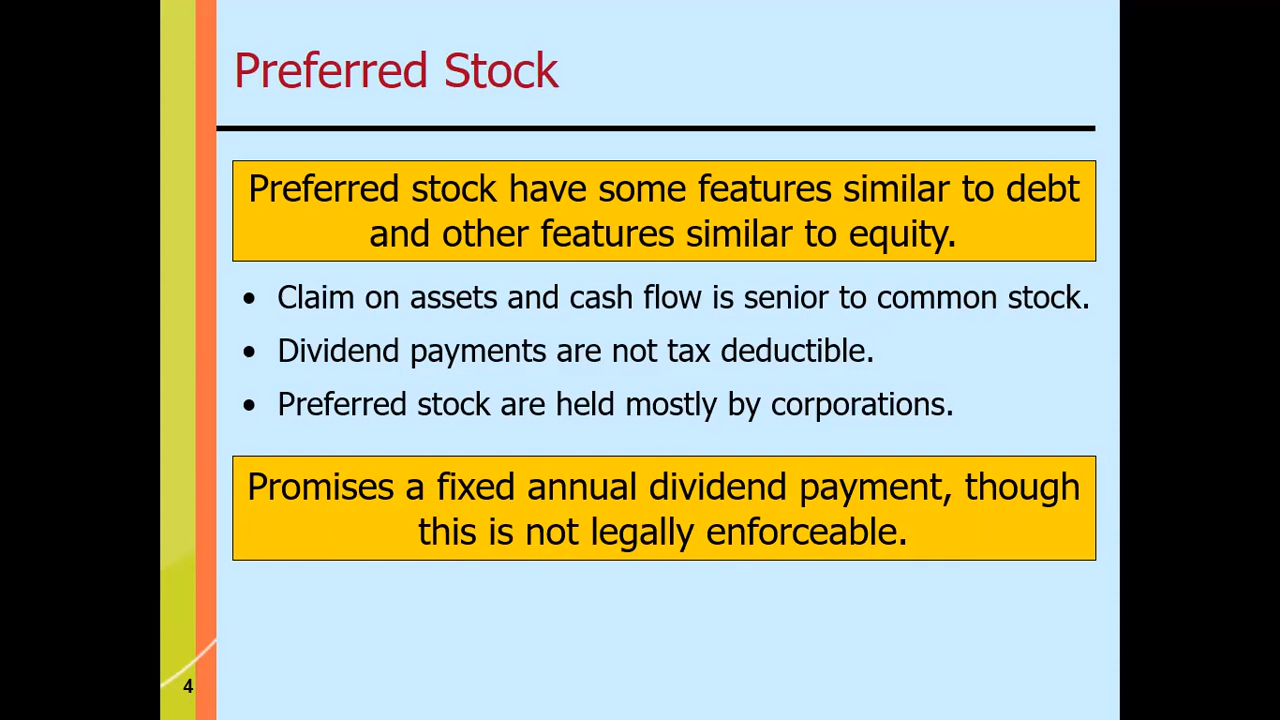 Preferred Stock
Preferred stock have some features similar to debt
and other features similar to equity.
• Claim on assets and cash flow is senior to common stock.
• Dividend payments are not tax deductible.
• Preferred stock are held mostly by corporations.
Promises a fixed annual dividend payment, though
this is not legally enforceable.
4